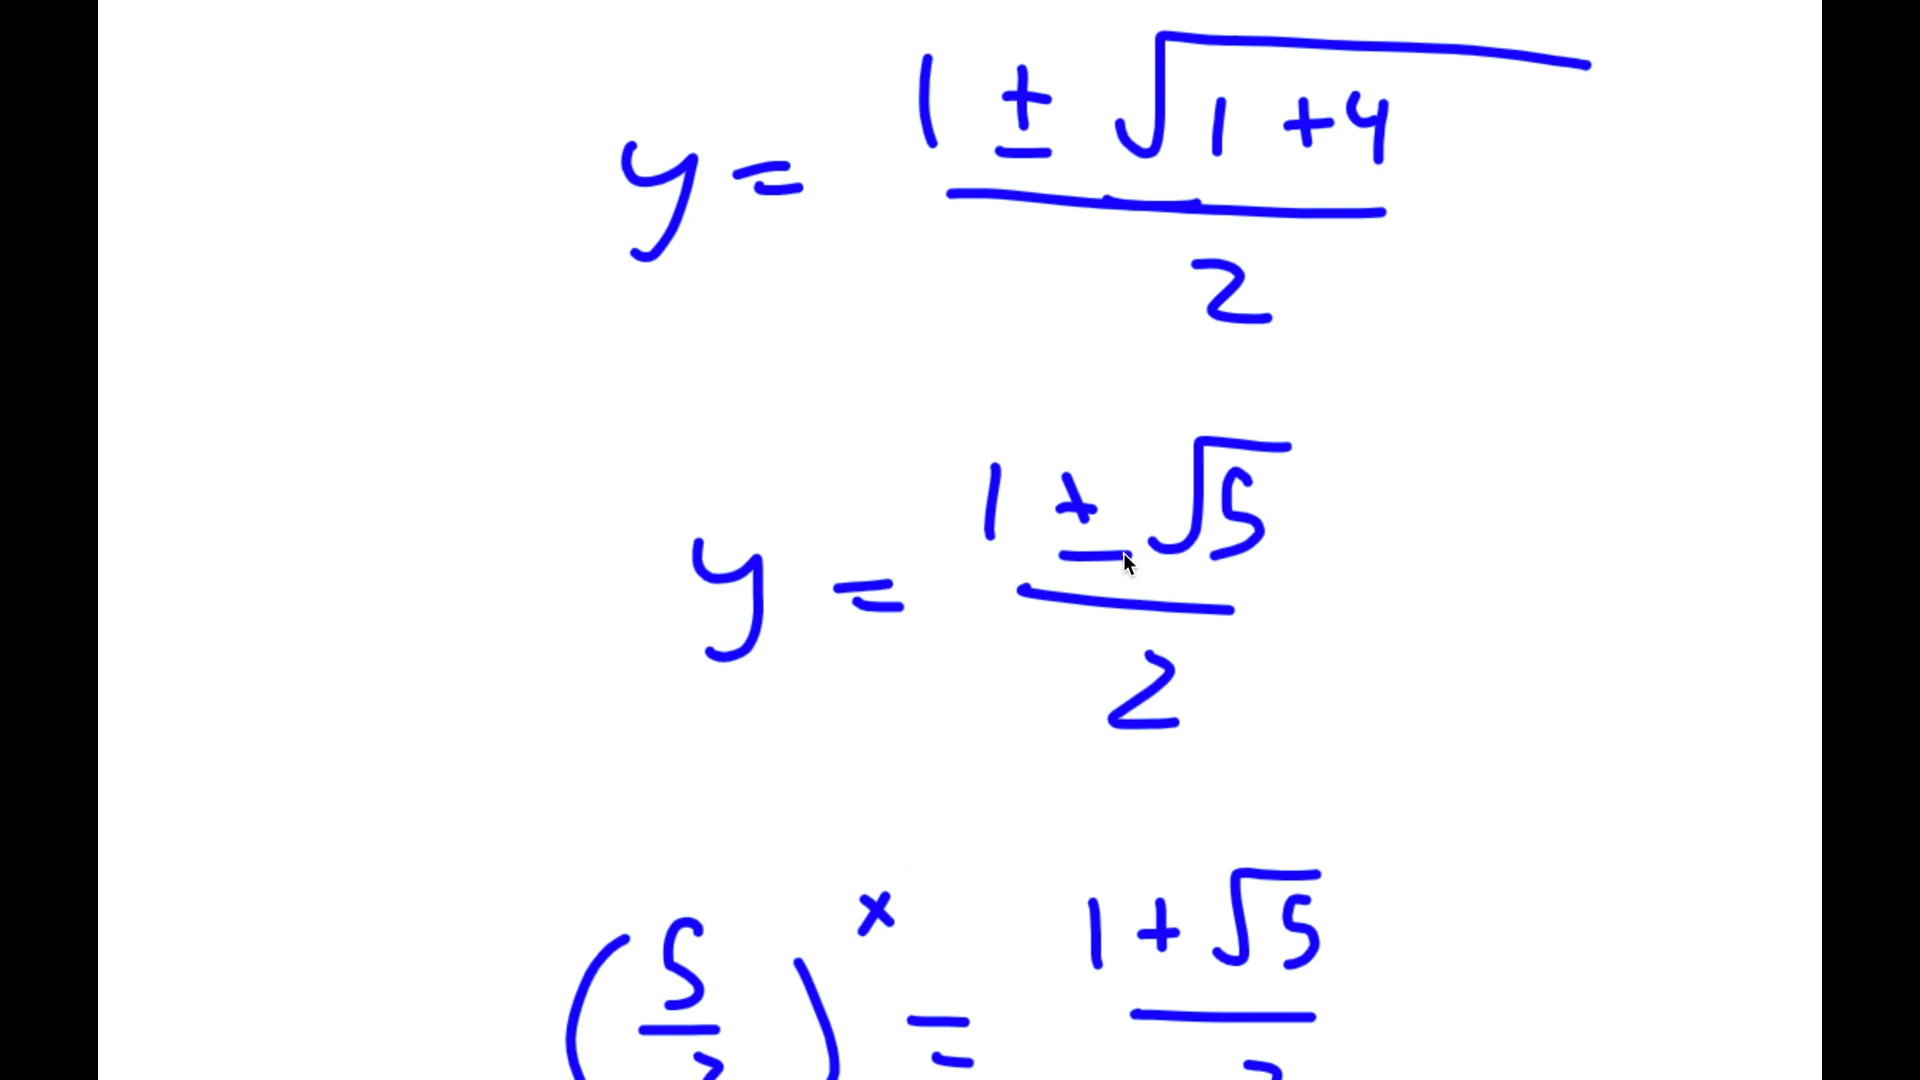 y = (1 ± √(1 + 4)) / 2
y = (1 ± √5) / 2
(5/)ˣ = (1 + √5) /